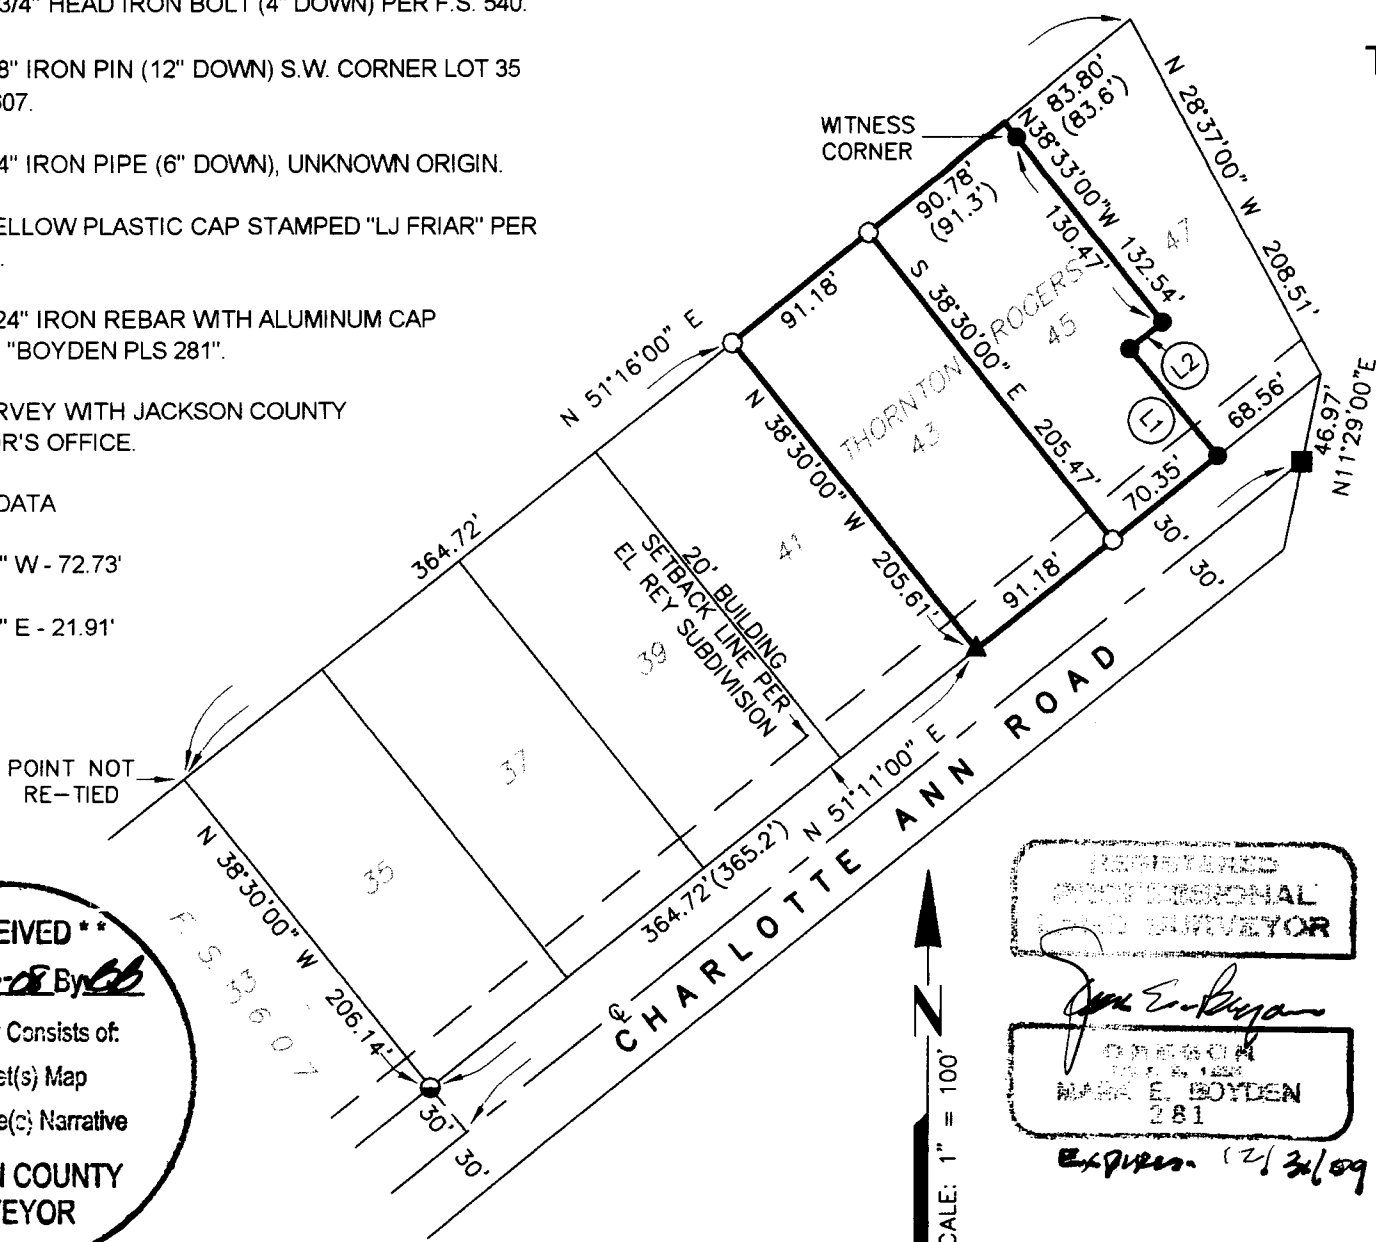 3/4" HEAD IRON BOLT (4" DOWN) PER F.S. 540.
8" IRON PIN (12" DOWN) S.W. CORNER LOT 35
607.
4" IRON PIPE (6" DOWN), UNKNOWN ORIGIN.
ELLOW PLASTIC CAP STAMPED "LJ FRIAR" PER
.
24" IRON REBAR WITH ALUMINUM CAP
"BOYDEN PLS 281".
RVEY WITH JACKSON COUNTY
OR'S OFFICE.
DATA
" W - 72.73'
" E - 21.91'
T
WITNESS
CORNER
83.80'
(83.6')
N 28°37'00" W 208.51'
N38°33'00"W 132.54'
130.47'
90.78'
(91.3')
91.18'
N 51°16'00" E
364.72'
S 38°30'00" E 205.47'
THORNTON
43
ROGERS
45
47
L2
L1
68.56'
46.97'
N11°29'00"E
70.35'
30'
30'
91.18'
N 38°30'00" W 205.61'
41
20' BUILDING
SETBACK LINE PER
EL REY SUBDIVISION
39
37
35
POINT NOT
RE-TIED
N 38°30'00" W 206.14'
F. S. 33607
364.72'(365.2')
N 51°11'00" E
℄
CHARLOTTE ANN ROAD
30'
30'
EIVED **
-08 By
Consists of:
et(s) Map
Narrative
N COUNTY
VEYOR
N
CALE: 1" = 100'
REGISTERED
PROFESSIONAL
LAND SURVEYOR
OREGON
MARK E. BOYDEN
281
Expires. 12/31/09